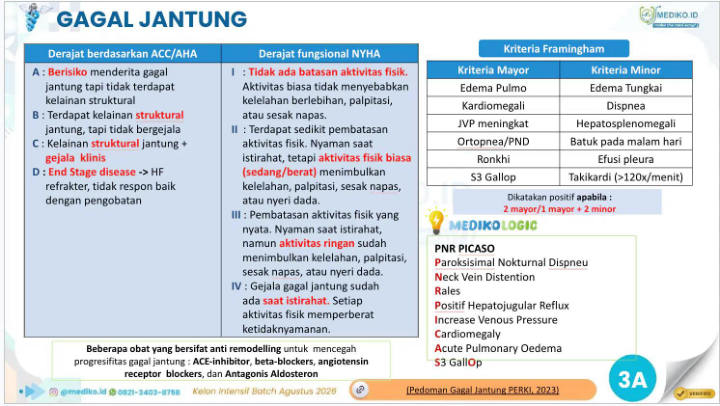 GAGAL JANTUNG
MEDIKO.ID
Derajat berdasarkan ACC/AHA
A : Berisiko menderita gagal
jantung tapi tidak terdapat
kelainan struktural
B : Terdapat kelainan struktural
jantung, tapi tidak bergejala
C : Kelainan struktural jantung +
gejala klinis
D : End Stage disease -> HF
refrakter, tidak respon baik
dengan pengobatan
Derajat fungsional NYHA
I : Tidak ada batasan aktivitas fisik.
Aktivitas biasa tidak menyebabkan
kelelahan berlebihan, palpitasi,
atau sesak napas.
II : Terdapat sedikit pembatasan
aktivitas fisik. Nyaman saat
istirahat, tetapi aktivitas fisik biasa
(sedang/berat) menimbulkan
kelelahan, palpitasi, sesak napas,
atau nyeri dada.
III : Pembatasan aktivitas fisik yang
nyata. Nyaman saat istirahat,
namun aktivitas ringan sudah
menimbulkan kelelahan, palpitasi,
sesak napas, atau nyeri dada.
IV : Gejala gagal jantung sudah
ada saat istirahat. Setiap
aktivitas fisik memperberat
ketidaknyamanan.
Kriteria Framingham
Kriteria Mayor Kriteria Minor
Edema Pulmo Edema Tungkai
Kardiomegali Dispnea
JVP meningkat Hepatosplenomegali
Ortopnea/PND Batuk pada malam hari
Ronkhi Efusi pleura
S3 Gallop Takikardi (>120x/menit)
Dikatakan positif apabila :
2 mayor/1 mayor + 2 minor
MEDIKOLOGIC
PNR PICASO
Paroksisimal Nokturnal Dispneu
Neck Vein Distention
Rales
Positif Hepatojugular Reflux
Increase Venous Pressure
Cardiomegaly
Acute Pulmonary Oedema
S3 GallOp
Beberapa obat yang bersifat anti remodelling untuk mencegah
progresifitas gagal jantung : ACE-inhibitor, beta-blockers, angiotensin
receptor blockers, dan Antagonis Aldosteron
@mediko.id 0821-3403-8768 Kelan Intensif Batch Agustus 2026
(Pedoman Gagal Jantung PERKI, 2023)
3A